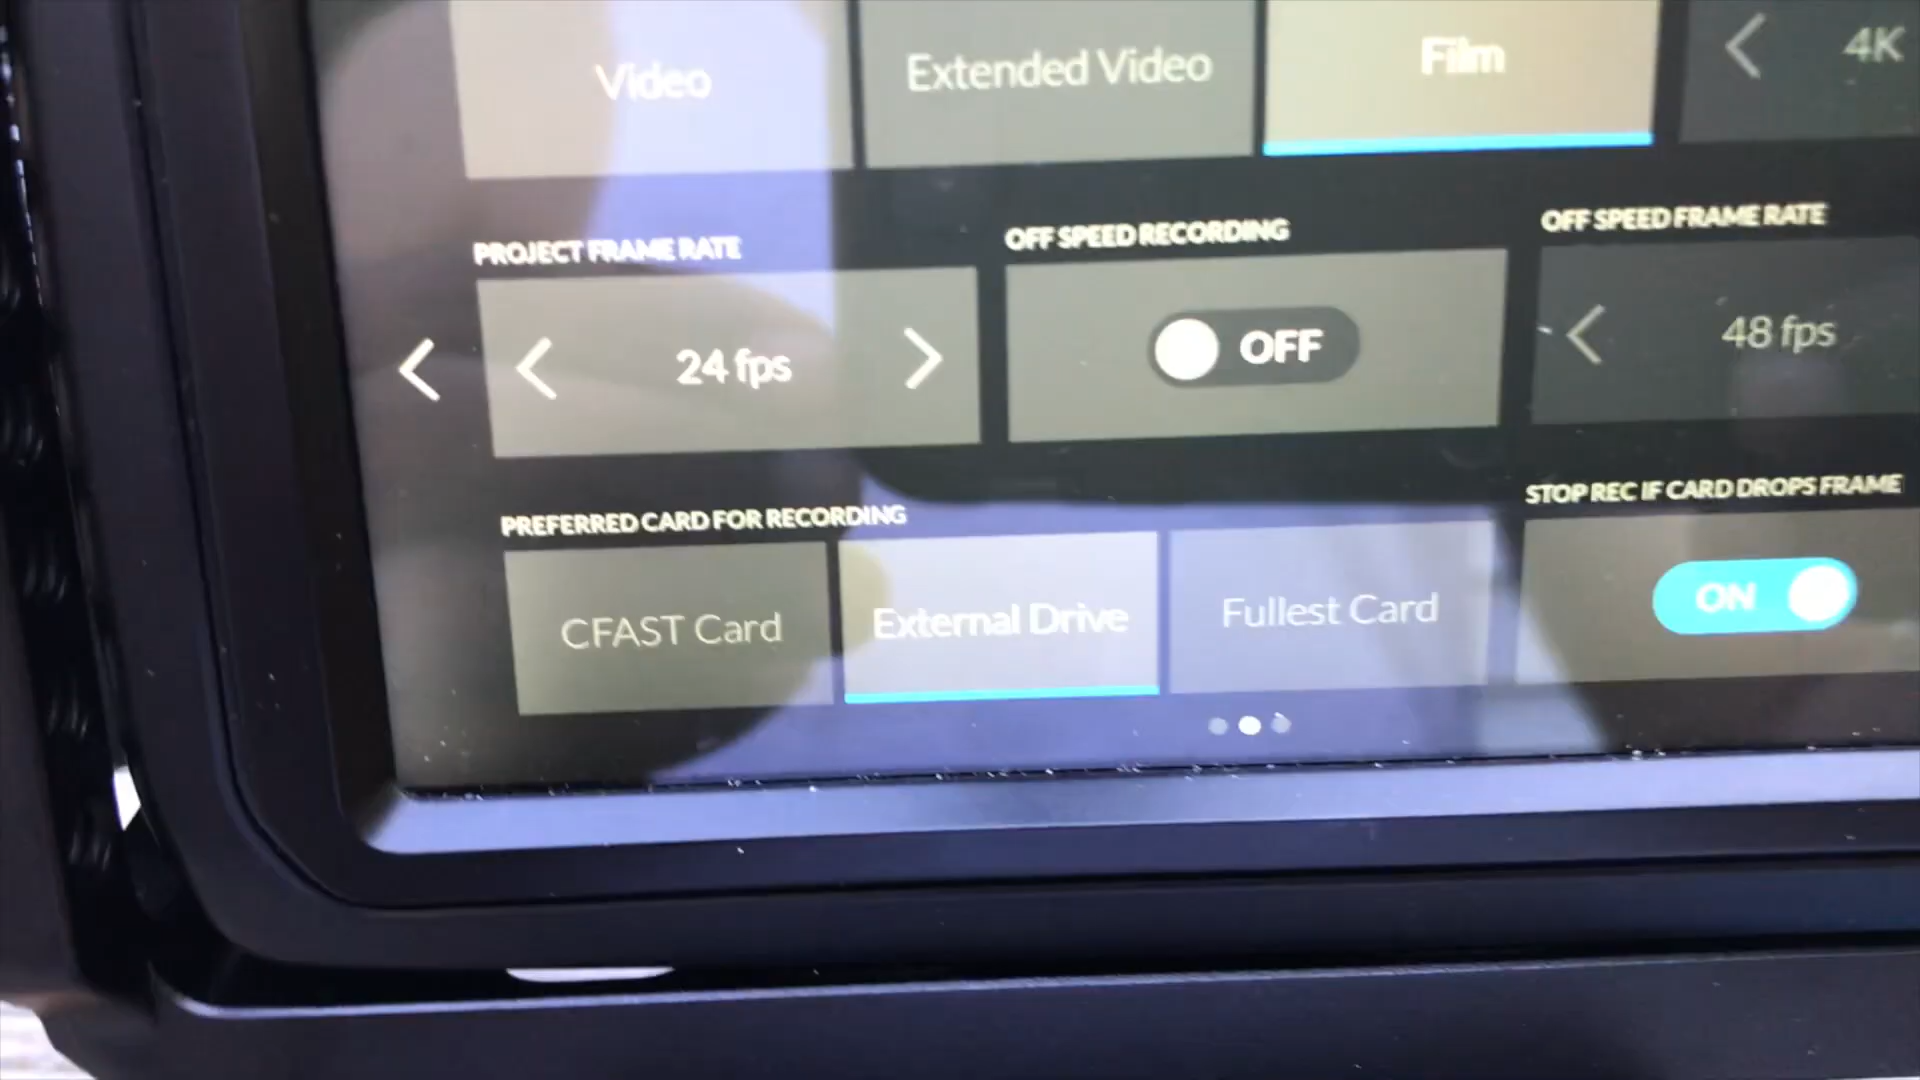 Video
Extended Video
Film
4K
PROJECT FRAME RATE
OFF SPEED RECORDING
OFF SPEED FRAME RATE
24 fps
OFF
48 fps
PREFERRED CARD FOR RECORDING
STOP REC IF CARD DROPS FRAME
CFAST Card
External Drive
Fullest Card
ON